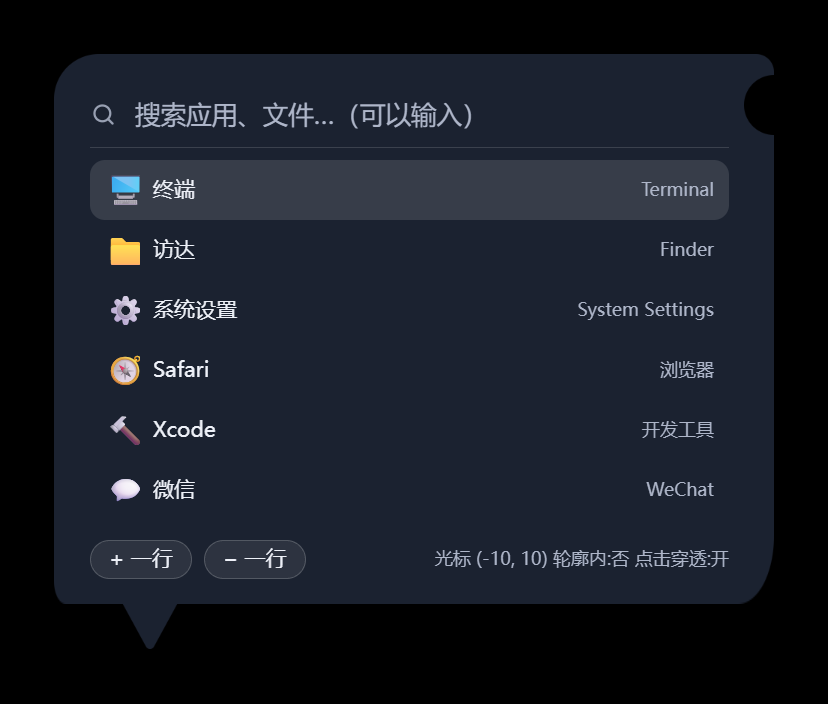 搜索应用、文件...（可以输入）
终端 Terminal
访达 Finder
系统设置 System Settings
Safari 浏览器
Xcode 开发工具
微信 WeChat
+ 一行 − 一行 光标 (-10, 10) 轮廓内:否 点击穿透:开